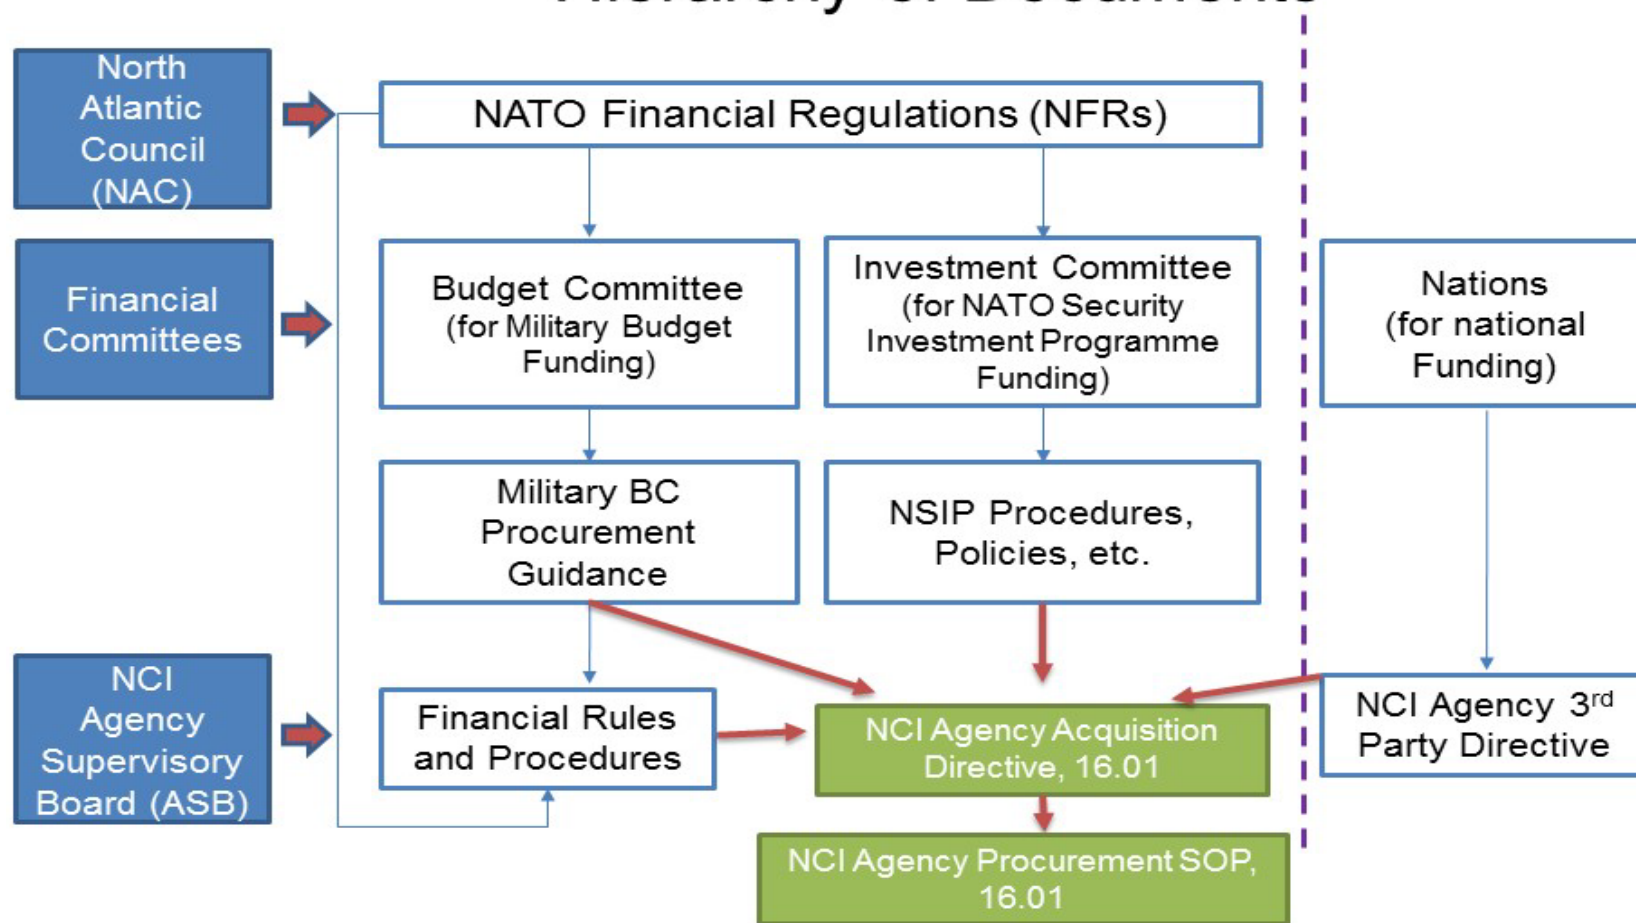 Hierarchy of Documents
North
Atlantic
Council
(NAC)
NATO Financial Regulations (NFRs)
Financial
Committees
Budget Committee
(for Military Budget
Funding)
Investment Committee
(for NATO Security
Investment Programme
Funding)
Nations
(for national
Funding)
Military BC
Procurement
Guidance
NSIP Procedures,
Policies, etc.
NCI
Agency
Supervisory
Board (ASB)
Financial Rules
and Procedures
NCI Agency Acquisition
Directive, 16.01
NCI Agency 3rd
Party Directive
NCI Agency Procurement SOP,
16.01